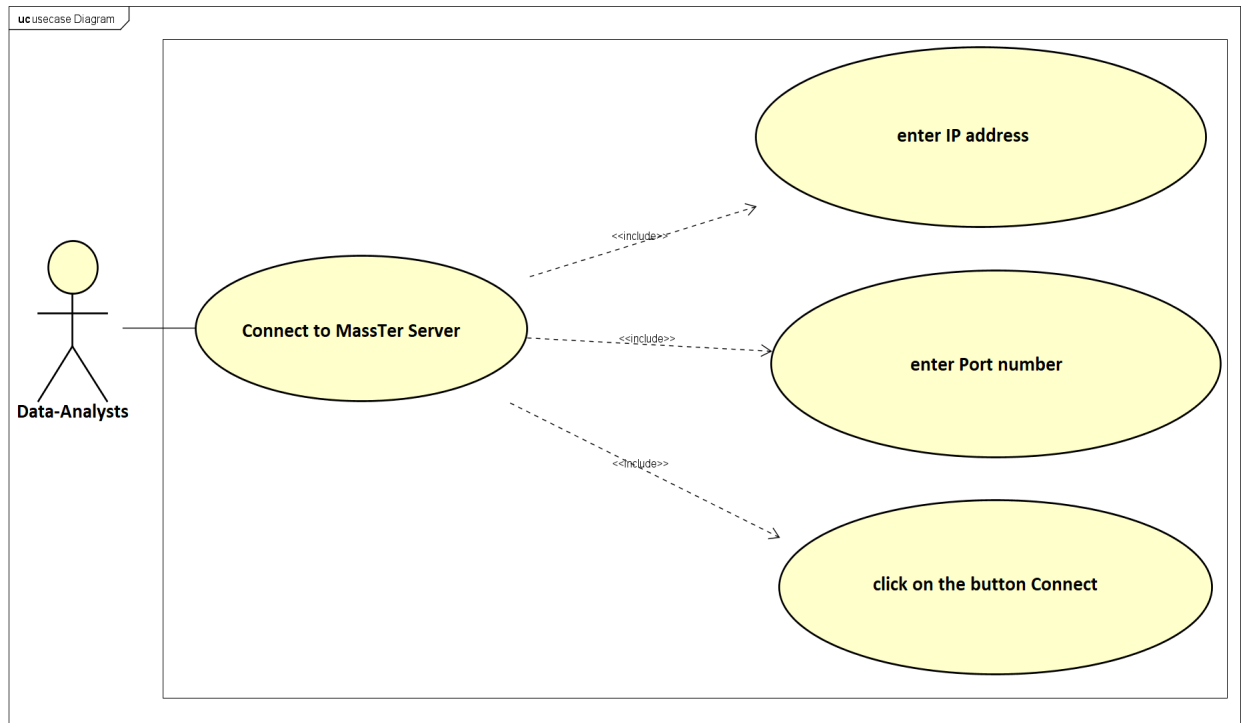 uc usecase Diagram
enter IP address
<<include>>
Connect to MassTer Server
<<include>>
enter Port number
Data-Analysts
<<include>>
click on the button Connect